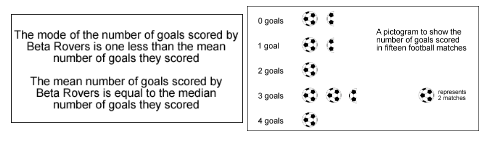 The mode of the number of goals scored by
Beta Rovers is one less than the mean
number of goals they scored
The mean number of goals scored by
Beta Rovers is equal to the median
number of goals they scored
0 goals
1 goal
2 goals
3 goals
4 goals
A pictogram to show the
number of goals scored
in fifteen football matches
represents
2 matches